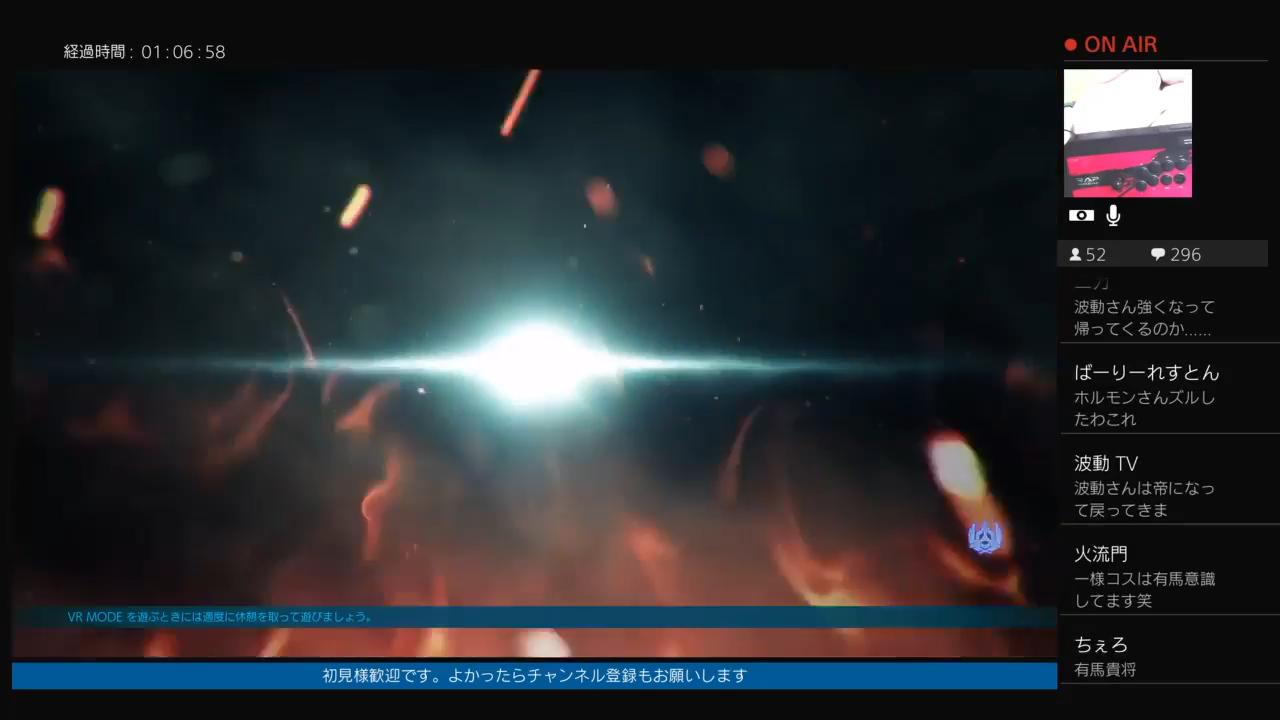 経過時間: 01:06:58
ON AIR
RAP
52 296
波動さん強くなって
帰ってくるのか……
ばーりーれすとん
ホルモンさんズルし
たわこれ
波動 TV
波動さんは帝になっ
て戻ってきま
火流門
一様コスは有馬意識
してます笑
ちぇろ
有馬貴将
VR MODE を遊ぶときには適度に休憩を取って遊びましょう。
初見様歓迎です。よかったらチャンネル登録もお願いします